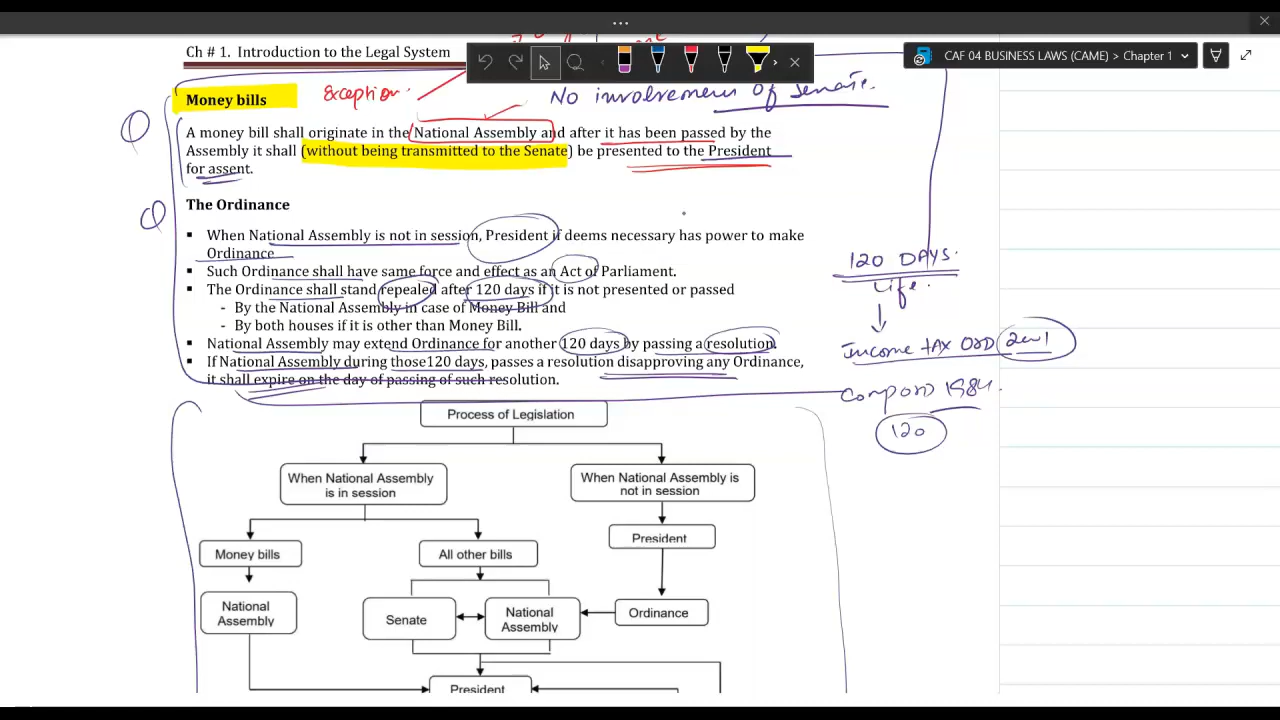 Ch # 1. Introduction to the Legal System
CAF 04 BUSINESS LAWS (CAME) > Chapter 1
Money bills
Exception.
No involvement of Senate.
A money bill shall originate in the National Assembly and after it has been passed by the
Assembly it shall (without being transmitted to the Senate) be presented to the President
for assent.
The Ordinance
When National Assembly is not in session, President if deems necessary has power to make
Ordinance
Such Ordinance shall have same force and effect as an Act of Parliament.
The Ordinance shall stand repealed after 120 days if it is not presented or passed
- By the National Assembly in case of Money Bill and
- By both houses if it is other than Money Bill.
National Assembly may extend Ordinance for another 120 days by passing a resolution.
If National Assembly during those120 days, passes a resolution disapproving any Ordinance,
it shall expire on the day of passing of such resolution.
120 DAYS.
Life.
Income tax ORD 2001
Comp ORD 1984
120
Process of Legislation
When National Assembly
is in session
When National Assembly is
not in session
Money bills
All other bills
President
National
Assembly
Senate
National
Assembly
Ordinance
President